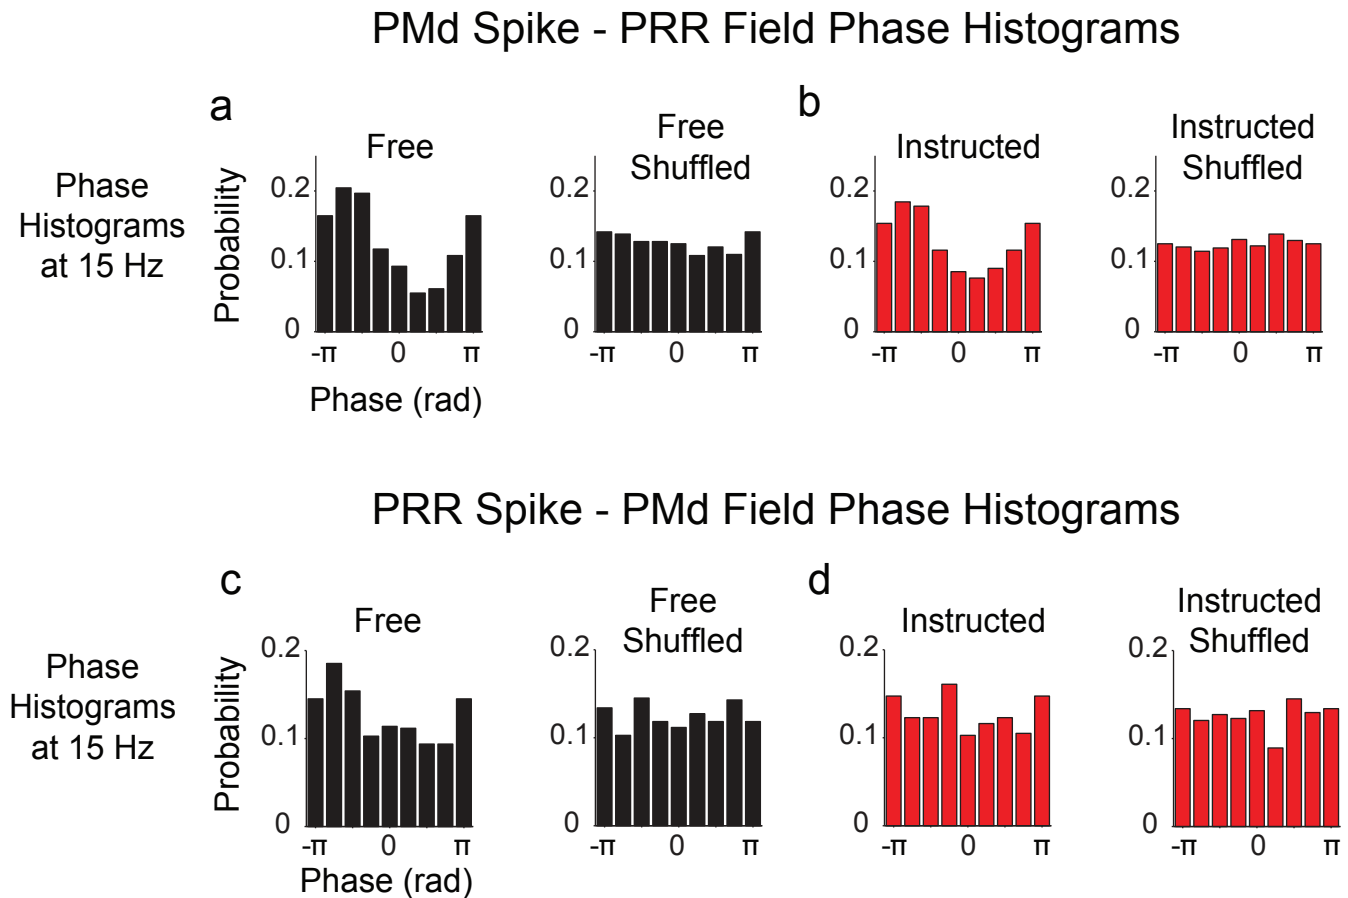 PMd Spike - PRR Field Phase Histograms
a
b
Free
Free
Shuffled
Instructed
Instructed
Shuffled
Phase
Histograms
at 15 Hz
Probability
0.2
0.1
0
-π 0 π
Phase (rad)
0.2
0.1
0
-π 0 π
0.2
0.1
0
-π 0 π
0.2
0.1
0
-π 0 π
PRR Spike - PMd Field Phase Histograms
c
d
Free
Free
Shuffled
Instructed
Instructed
Shuffled
Phase
Histograms
at 15 Hz
Probability
0.2
0.1
0
-π 0 π
Phase (rad)
0.2
0.1
0
-π 0 π
0.2
0.1
0
-π 0 π
0.2
0.1
0
-π 0 π